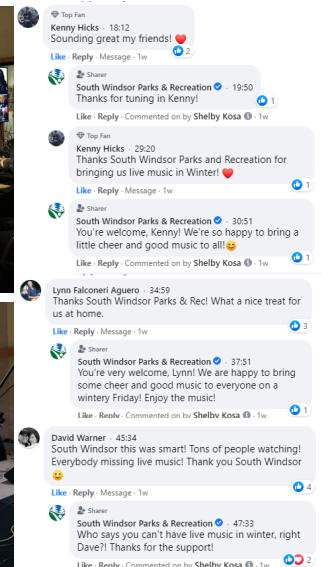 Top Fan
Kenny Hicks · 18:12
Sounding great my friends! ❤️
2
Like · Reply · Message · 1w
Sharer
South Windsor Parks & Recreation · 19:50
Thanks for tuning in Kenny!
1
Like · Reply · Commented on by Shelby Kosa · 1w
Top Fan
Kenny Hicks · 29:20
Thanks South Windsor Parks and Recreation for
bringing us live music in Winter! ❤️
1
Like · Reply · Message · 1w
Sharer
South Windsor Parks & Recreation · 30:51
You're welcome, Kenny! We're so happy to bring a
little cheer and good music to all!😄
1
Like · Reply · Commented on by Shelby Kosa · 1w
Lynn Falconeri Aguero · 34:59
Thanks South Windsor Parks & Rec! What a nice treat for
us at home.
3
Like · Reply · Message · 1w
Sharer
South Windsor Parks & Recreation · 37:51
You're very welcome, Lynn! We are happy to bring
some cheer and good music to everyone on a
wintery Friday! Enjoy the music!
1
Like · Reply · Commented on by Shelby Kosa · 1w
David Warner · 45:34
South Windsor this was smart! Tons of people watching!
Everybody missing live music! Thank you South Windsor
😀
4
Like · Reply · Message · 1w
Sharer
South Windsor Parks & Recreation · 47:33
Who says you can't have live music in winter, right
Dave?! Thanks for the support!
2
Like · Reply · Commented on by Shelby Kosa · 1w